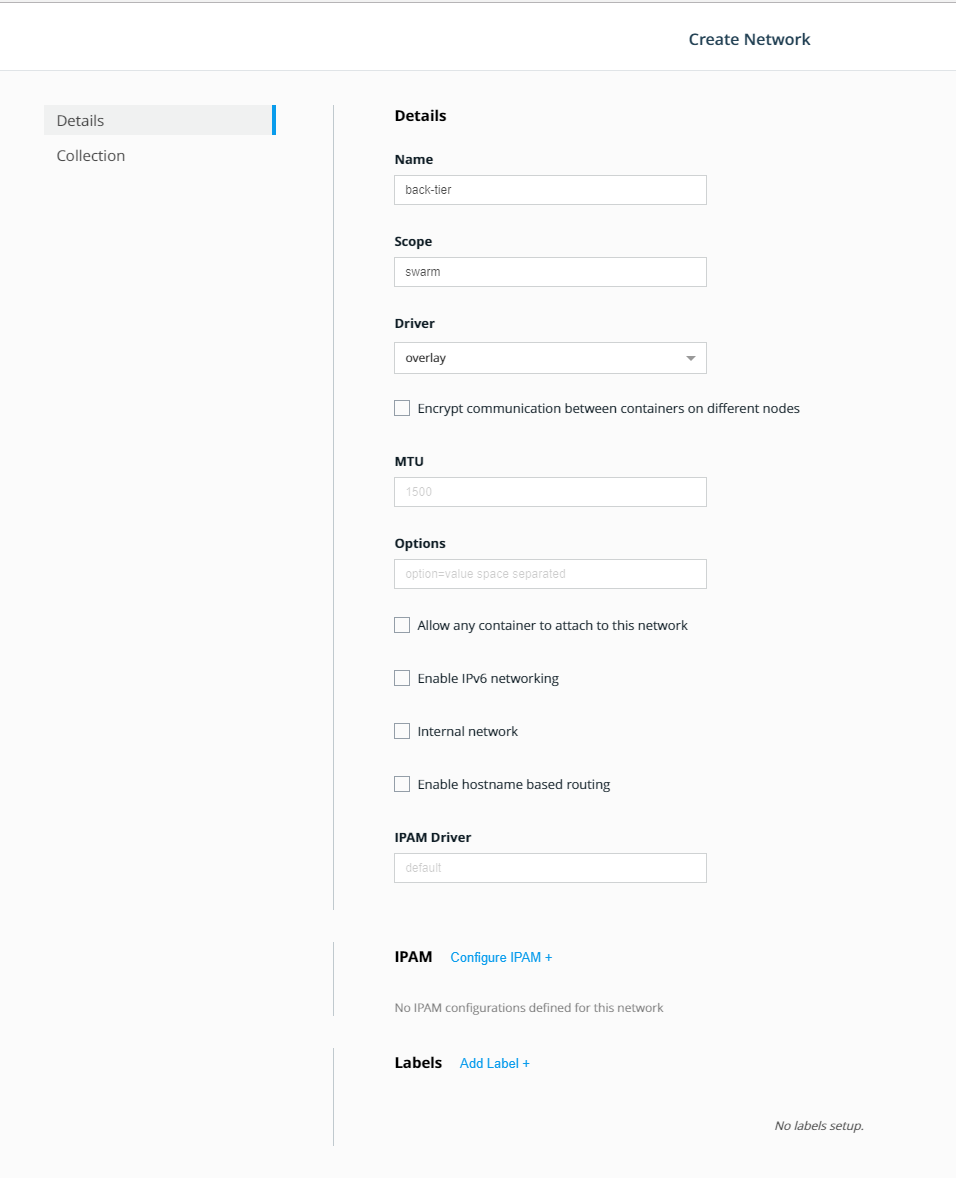 Create Network
Details
Collection
Details
Name
back-tier
Scope
swarm
Driver
overlay
Encrypt communication between containers on different nodes
MTU
1500
Options
option=value space separated
Allow any container to attach to this network
Enable IPv6 networking
Internal network
Enable hostname based routing
IPAM Driver
default
IPAM Configure IPAM +
No IPAM configurations defined for this network
Labels Add Label +
No labels setup.